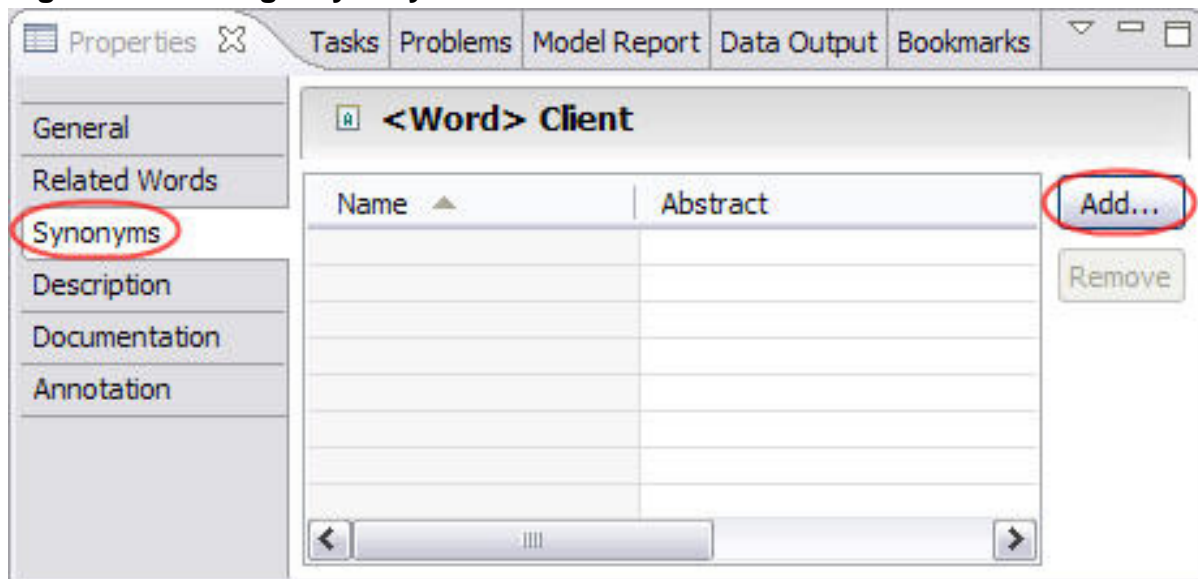 Properties Tasks Problems Model Report Data Output Bookmarks
<Word> Client
General
Related Words
Synonyms
Description
Documentation
Annotation
Name Abstract
Add...
Remove